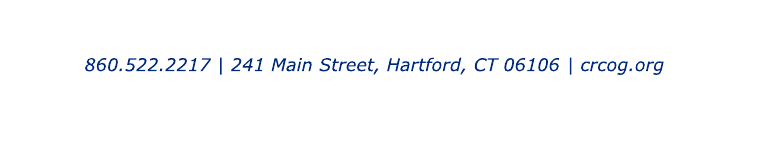 860.522.2217 | 241 Main Street, Hartford, CT 06106 | crcog.org